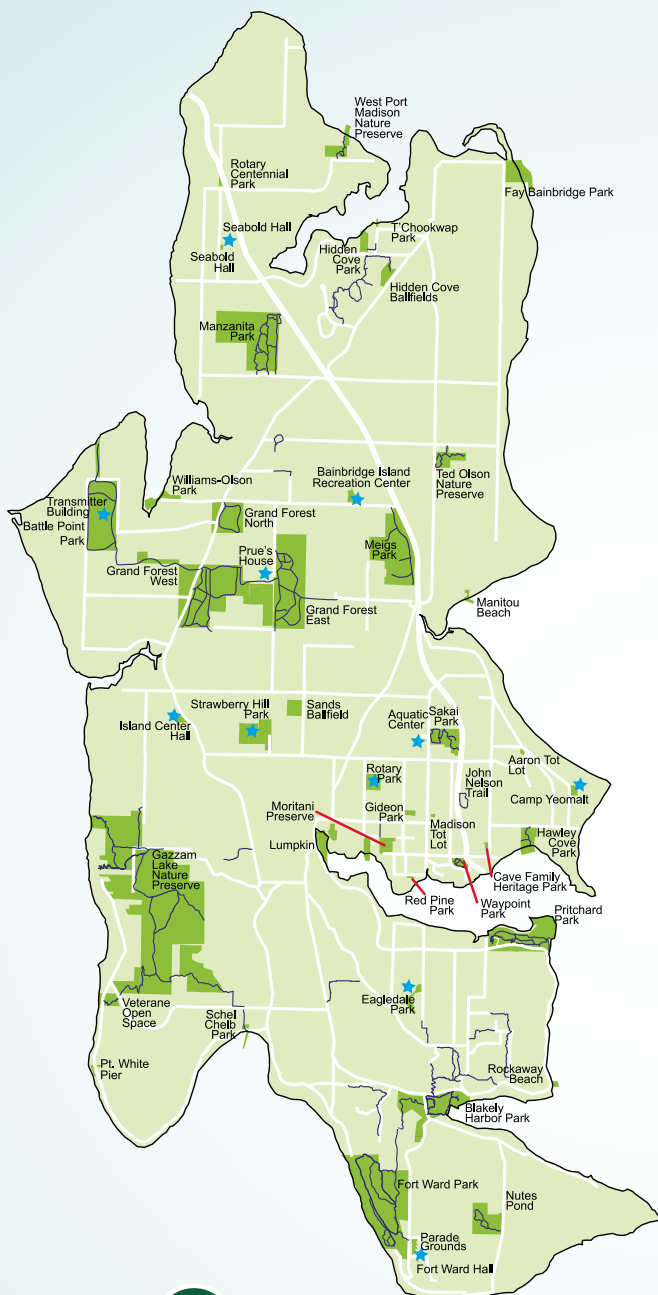 West Port
Madison
Nature
Preserve
Rotary
Centennial
Park
Fay Bainbridge Park
Seabold Hall
T'Chookwap
Park
Seabold
Hall
Hidden
Cove
Park
Hidden Cove
Ballfields
Manzanita
Park
Williams-Olson
Park
Bainbridge Island
Recreation Center
Ted Olson
Nature
Preserve
Transmitter
Building
Battle Point
Park
Grand Forest
North
Meigs
Park
Prue's
House
Grand Forest
West
Grand Forest
East
Manitou
Beach
Strawberry Hill
Park
Sands
Ballfield
Island Center
Hall
Aquatic
Center
Sakai
Park
Aaron Tot
Lot
Rotary
Park
John
Nelson
Trail
Camp Yeomalt
Moritani
Preserve
Gideon
Park
Madison
Tot
Lot
Hawley
Cove
Park
Lumpkin
Gazzam
Lake
Nature
Preserve
Cave Family
Heritage Park
Red Pine
Park
Waypoint
Park
Pritchard
Park
Eagledale
Park
Veterane
Open
Space
Schel
Chelb
Park
Pt. White
Pier
Rockaway
Beach
Blakely
Harbor Park
Fort Ward Park
Nutes
Pond
Parade
Grounds
Fort Ward Hall